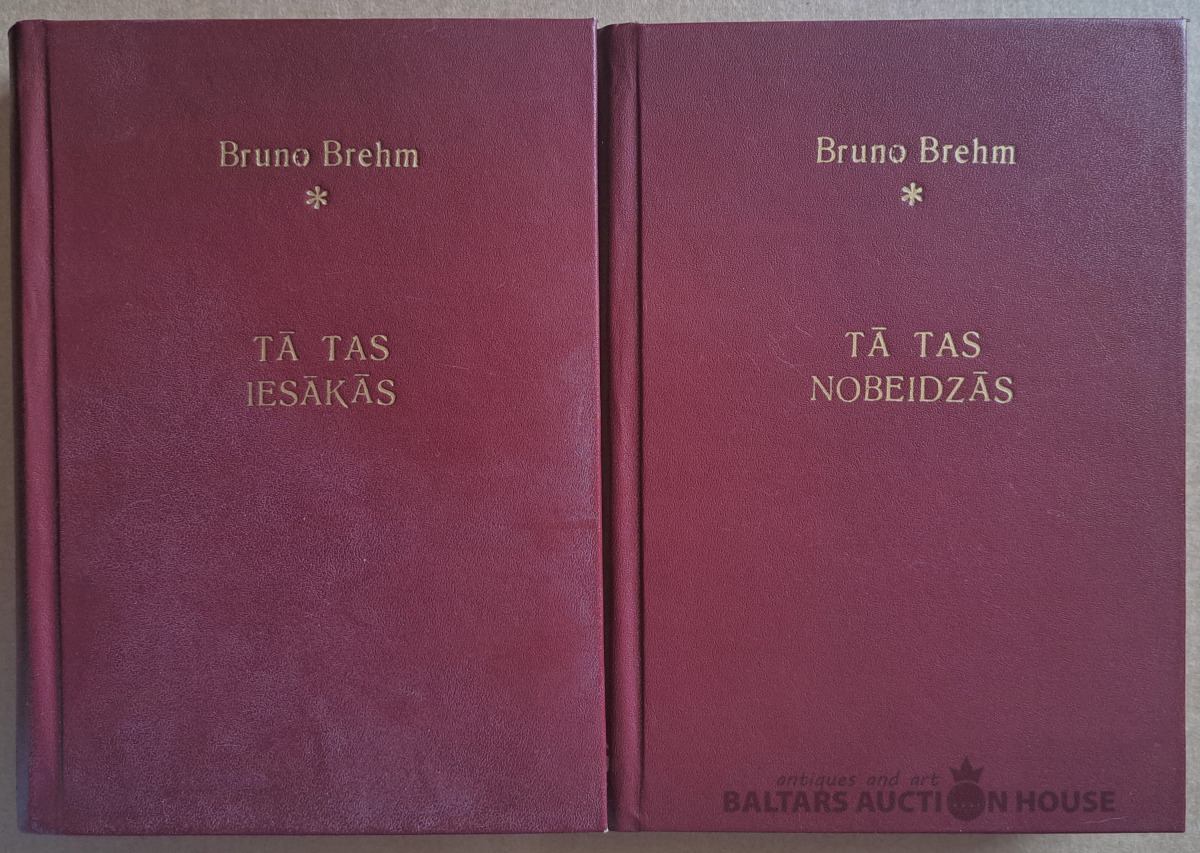 Bruno Brehm
*
TĀ TAS
IESĀKĀS
Bruno Brehm
*
TĀ TAS
NOBEIDZĀS
antiques and art
BALTARS AUCTION HOUSE